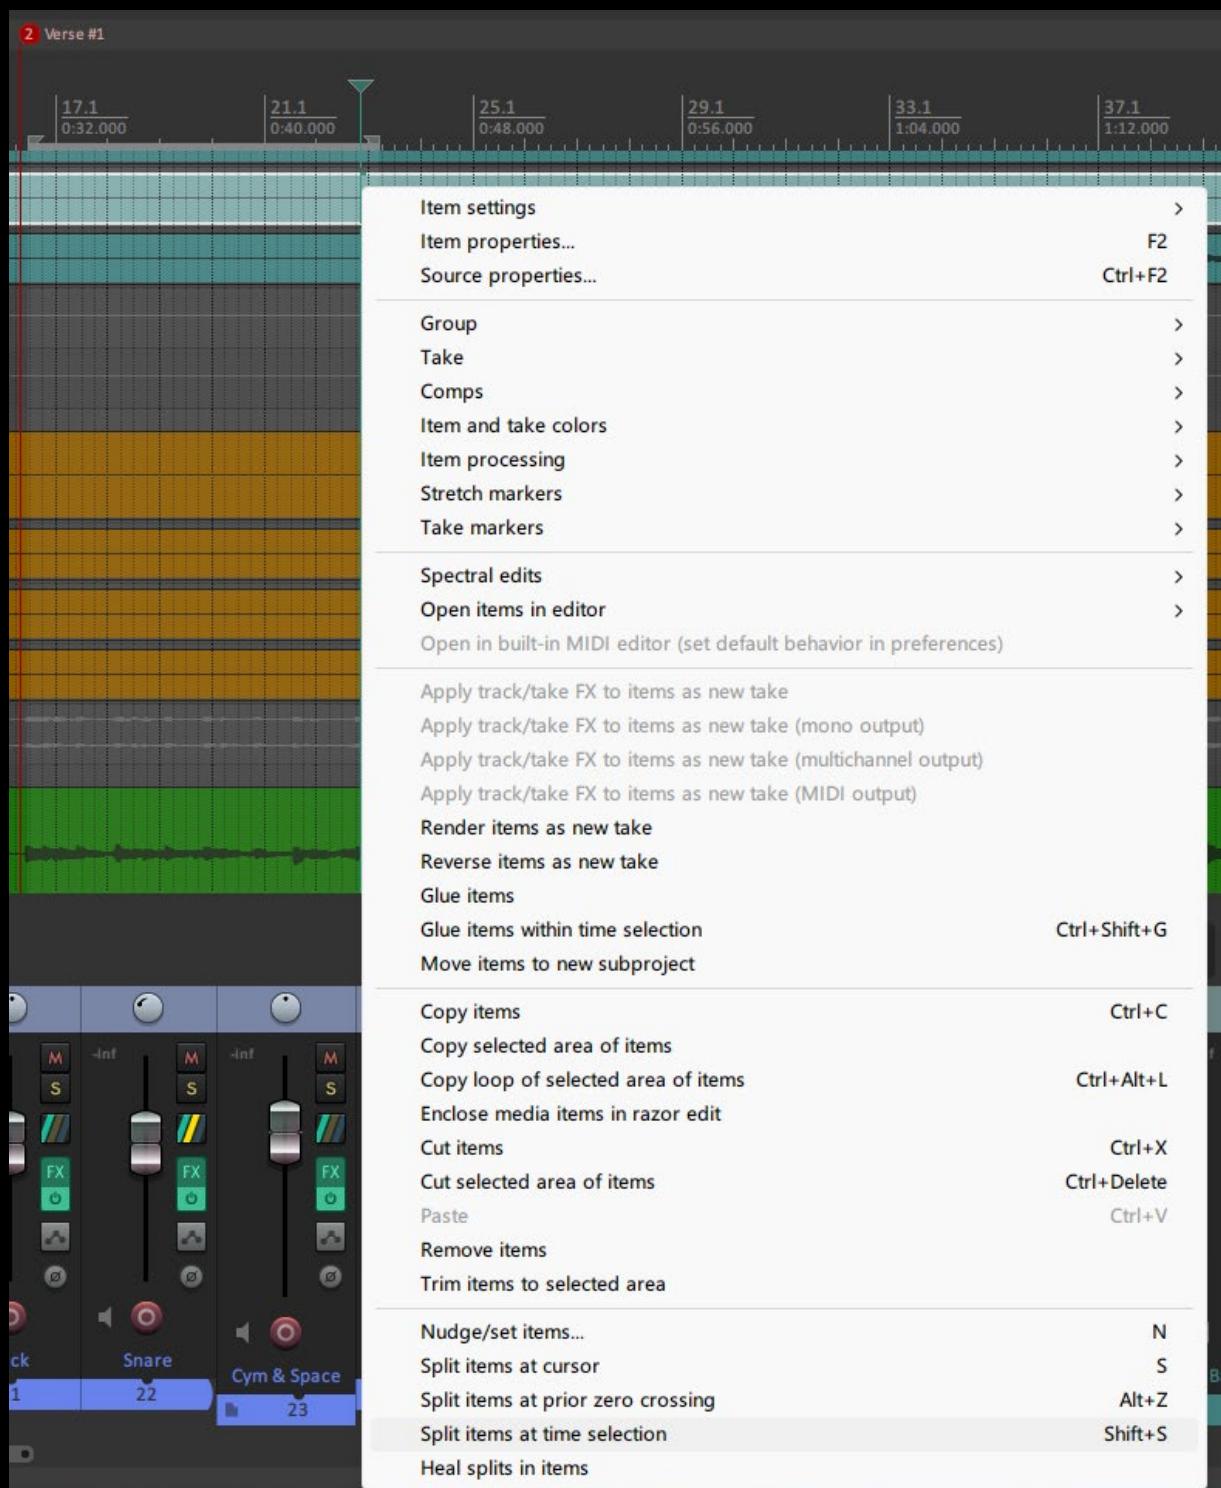 2 Verse #1
17.1 21.1 25.1 29.1 33.1 37.1
0:32.000 0:40.000 0:48.000 0:56.000 1:04.000 1:12.000
Item settings
Item properties... F2
Source properties... Ctrl+F2
Group
Take
Comps
Item and take colors
Item processing
Stretch markers
Take markers
Spectral edits
Open items in editor
Open in built-in MIDI editor (set default behavior in preferences)
Apply track/take FX to items as new take
Apply track/take FX to items as new take (mono output)
Apply track/take FX to items as new take (multichannel output)
Apply track/take FX to items as new take (MIDI output)
Render items as new take
Reverse items as new take
Glue items
Glue items within time selection Ctrl+Shift+G
Move items to new subproject
Copy items Ctrl+C
Copy selected area of items
Copy loop of selected area of items Ctrl+Alt+L
Enclose media items in razor edit
Cut items Ctrl+X
Cut selected area of items Ctrl+Delete
Paste Ctrl+V
Remove items
Trim items to selected area
Nudge/set items... N
Split items at cursor S
Split items at prior zero crossing Alt+Z
Split items at time selection Shift+S
Heal splits in items
M -inf M -inf M
S S S
FX FX FX
ck Snare Cym & Space
1 22 23